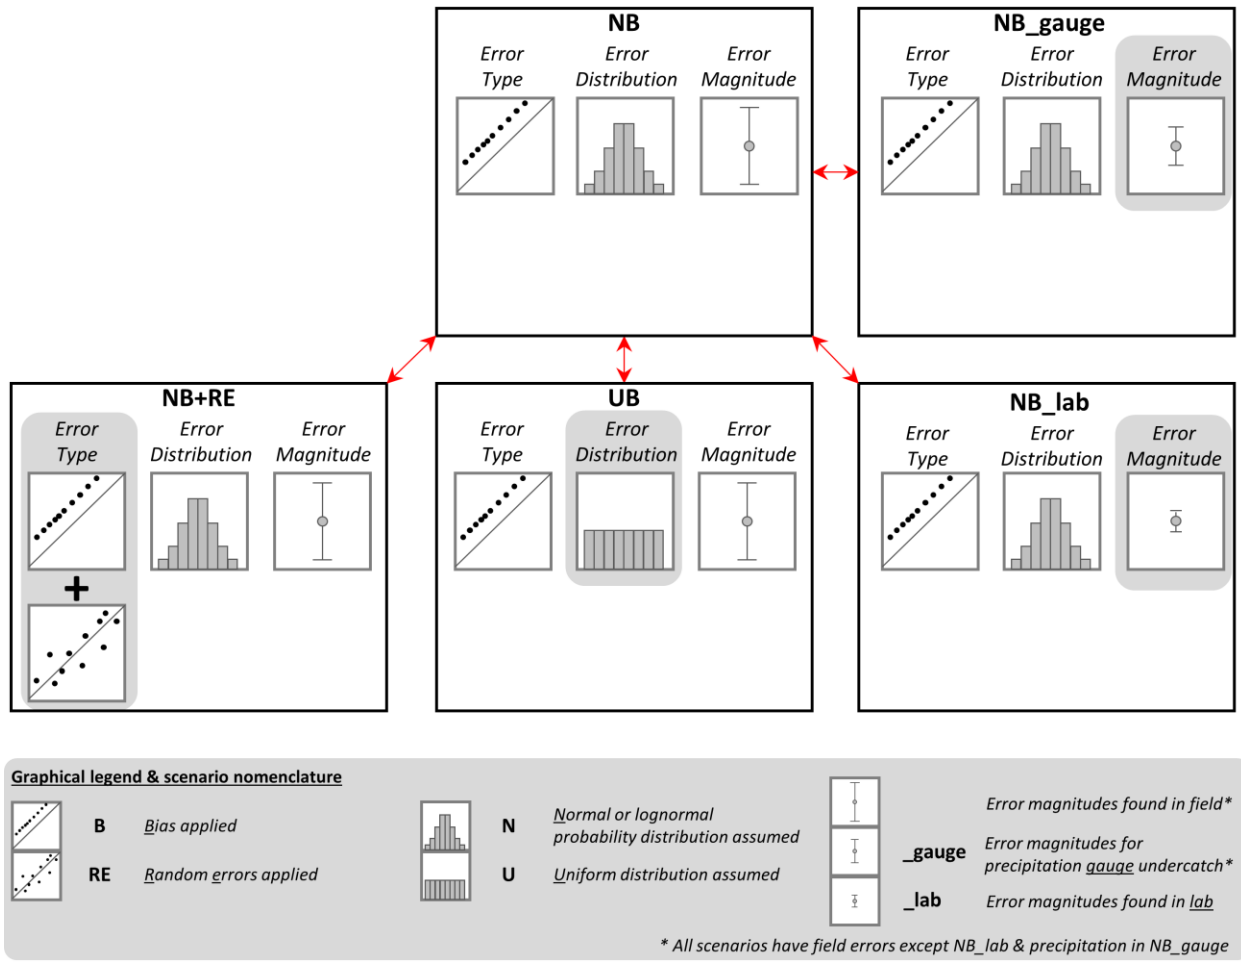 NB
Error Type
Error Distribution
Error Magnitude
NB_gauge
Error Type
Error Distribution
Error Magnitude
NB+RE
Error Type
Error Distribution
Error Magnitude
+
UB
Error Type
Error Distribution
Error Magnitude
NB_lab
Error Type
Error Distribution
Error Magnitude
Graphical legend & scenario nomenclature
B Bias applied
RE Random errors applied
N Normal or lognormal
probability distribution assumed
U Uniform distribution assumed
Error magnitudes found in field*
_gauge Error magnitudes for
precipitation gauge undercatch*
_lab Error magnitudes found in lab
* All scenarios have field errors except NB_lab & precipitation in NB_gauge